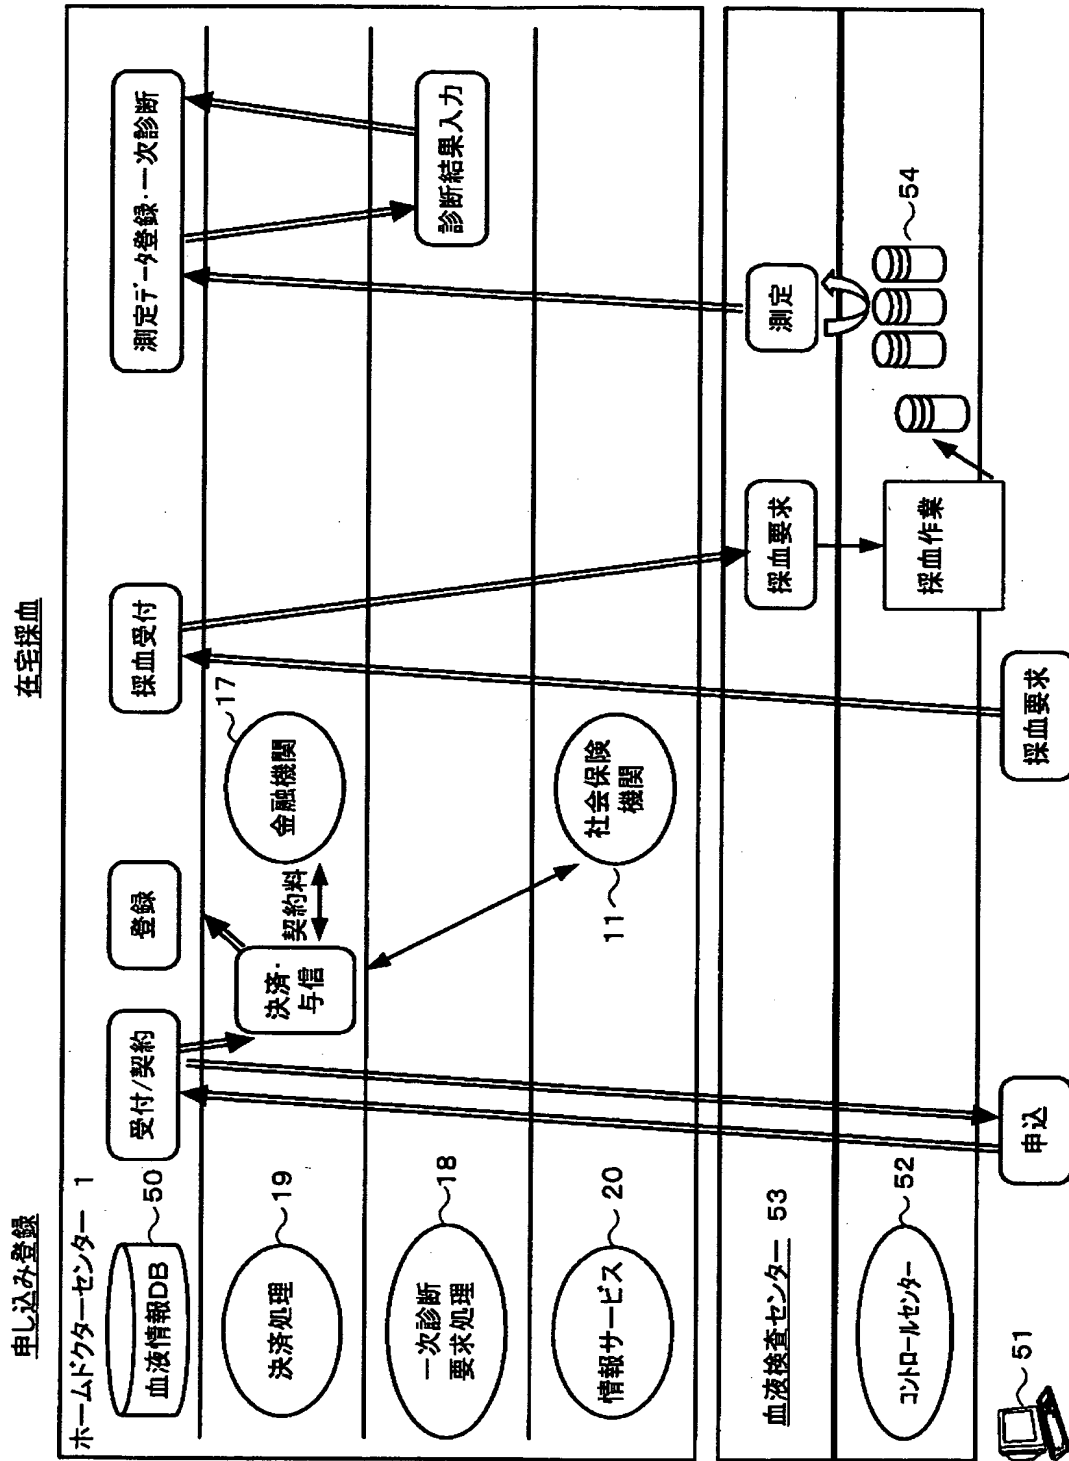 申し込み登録
在宅採血
ホームドクターセンター 1
血液情報DB
50
受付/契約
登録
採血受付
測定データ登録・一次診断
決済処理
19
決済・
与信
契約料
金融機関
17
一次診断
要求処理
18
診断結果入力
情報サービス
20
社会保険
機関
11
血液検査センター 53
採血要求
測定
コントロールセンター
52
採血作業
54
51
申込
採血要求